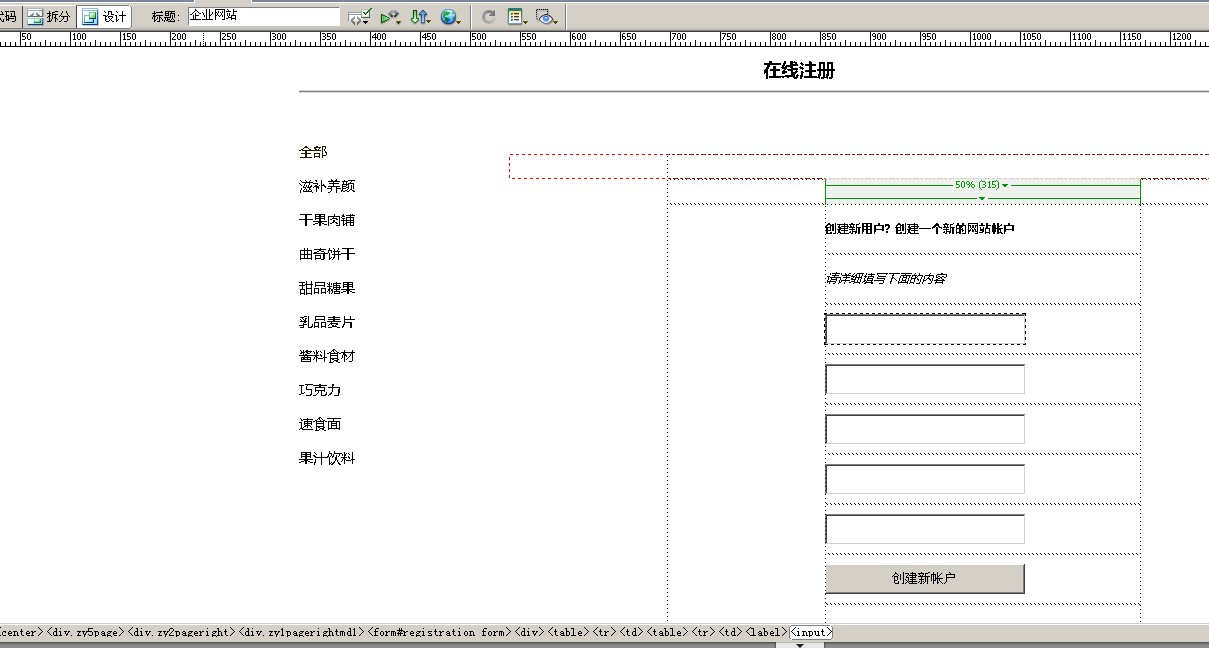 代码 拆分 设计 标题: 企业网站
50 100 150 200 250 300 350 400 450 500 550 600 650 700 750 800 850 900 950 1000 1050 1100 1150 1200
在线注册
全部
滋补养颜
干果肉铺
曲奇饼干
甜品糖果
乳品麦片
酱料食材
巧克力
速食面
果汁饮料
50% (315)
创建新用户? 创建一个新的网站帐户
请详细填写下面的内容
创建新帐户
<center> <div.zy5page> <div.zy2pageright> <div.zy1pagerightmd1> <form#registration form> <div> <table> <tr> <td> <table> <tr> <td> <label> <input>